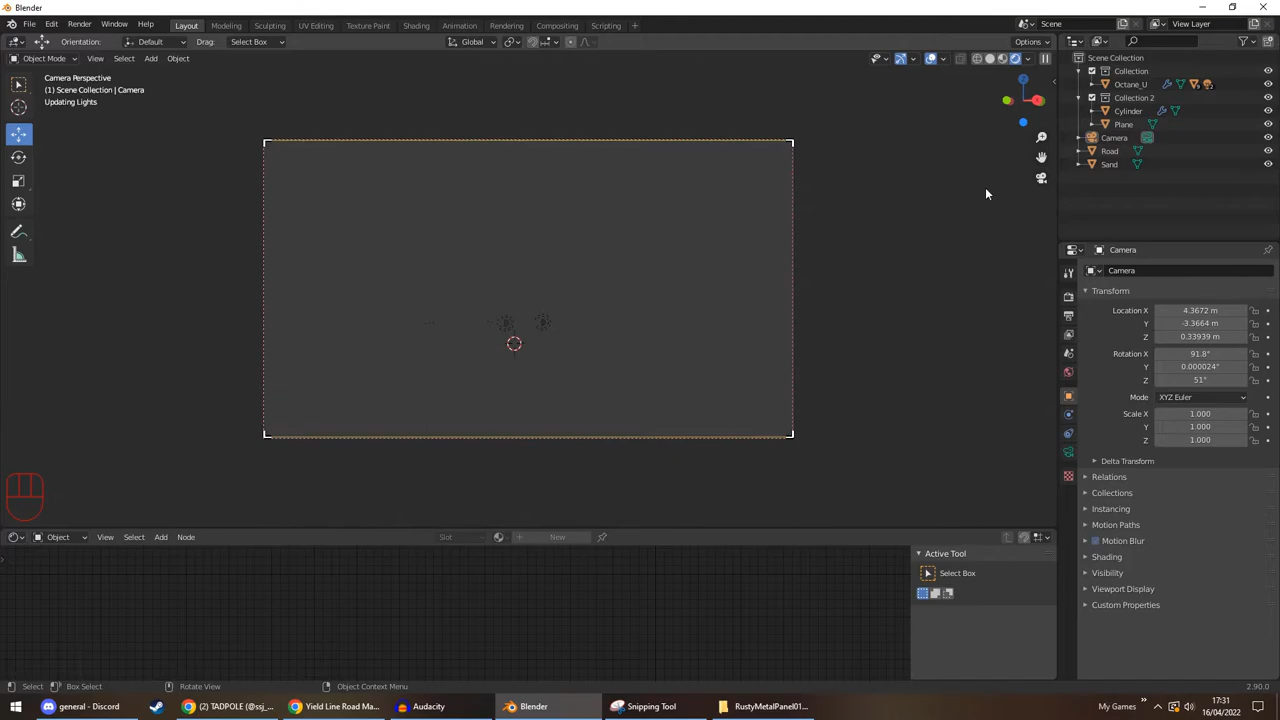 Blender
File Edit Render Window Help Layout Modeling Sculpting UV Editing Texture Paint Shading Animation Rendering Compositing Scripting + Scene View Layer
Orientation: Default Drag: Select Box Global Options
Object Mode View Select Add Object
Camera Perspective
(1) Scene Collection | Camera
Updating Lights
Scene Collection
Collection
Octane_U
Collection 2
Cylinder
Plane
Camera
Road
Sand
Camera
Camera
Transform
Location X 4.3672 m
Y -3.3664 m
Z 0.33939 m
Rotation X 91.8°
Y 0.000024°
Z 51°
Mode XYZ Euler
Scale X 1.000
Y 1.000
Z 1.000
Delta Transform
Relations
Collections
Instancing
Motion Paths
Motion Blur
Shading
Visibility
Viewport Display
Custom Properties
Object View Select Add Node Slot New
Active Tool
Select Box
Select Box Select Rotate View Object Context Menu 2.90.0
general - Discord (2) TADPOLE (@ssj_... Yield Line Road Ma... Audacity Blender Snipping Tool RustyMetalPanel01... My Games 17:31
16/04/2022